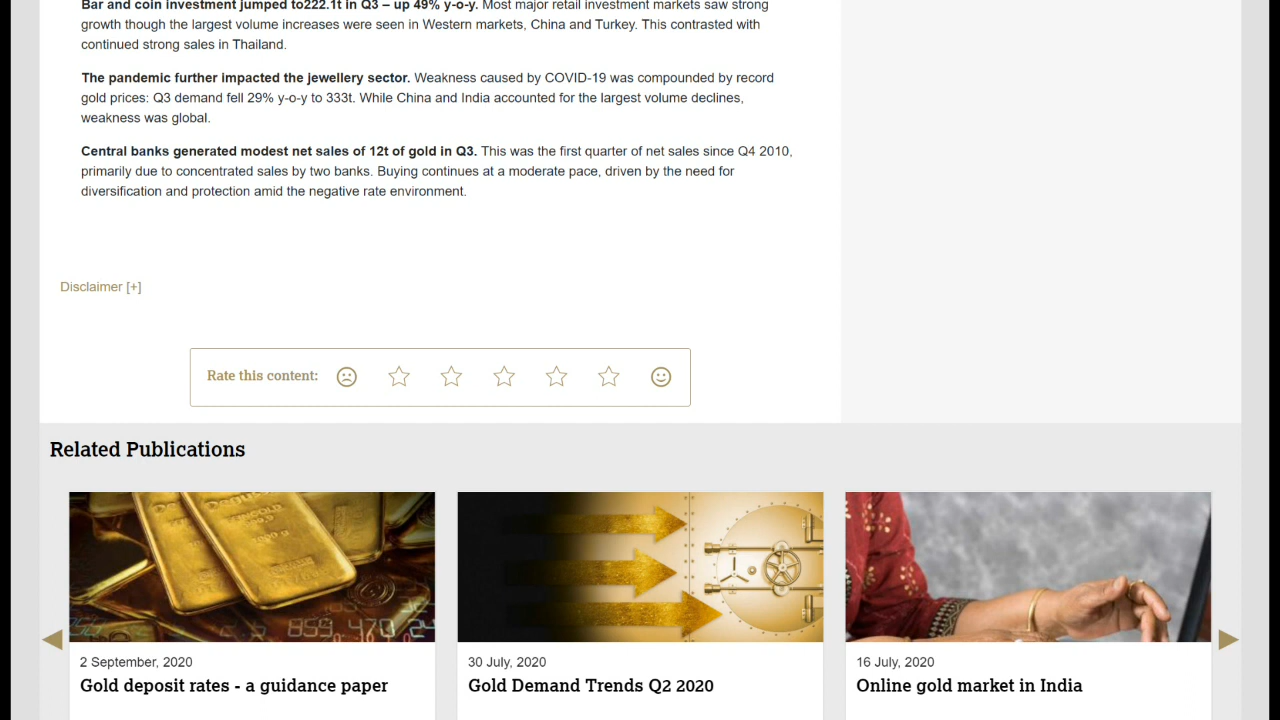 Bar and coin investment jumped to222.1t in Q3 – up 49% y-o-y. Most major retail investment markets saw strong
growth though the largest volume increases were seen in Western markets, China and Turkey. This contrasted with
continued strong sales in Thailand.
The pandemic further impacted the jewellery sector. Weakness caused by COVID-19 was compounded by record
gold prices: Q3 demand fell 29% y-o-y to 333t. While China and India accounted for the largest volume declines,
weakness was global.
Central banks generated modest net sales of 12t of gold in Q3. This was the first quarter of net sales since Q4 2010,
primarily due to concentrated sales by two banks. Buying continues at a moderate pace, driven by the need for
diversification and protection amid the negative rate environment.
Disclaimer [+]
Rate this content:
Related Publications
2 September, 2020
Gold deposit rates - a guidance paper
30 July, 2020
Gold Demand Trends Q2 2020
16 July, 2020
Online gold market in India